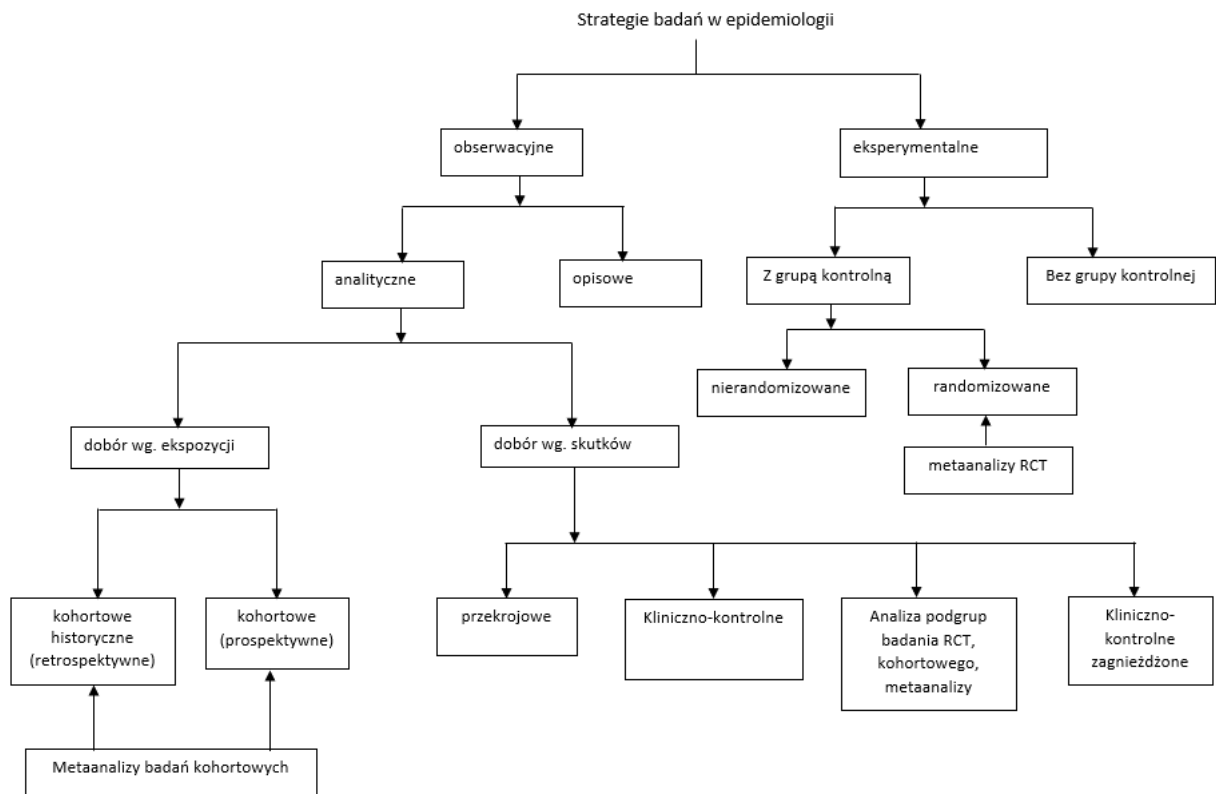 Strategie badań w epidemiologii
obserwacyjne
eksperymentalne
analityczne
opisowe
Z grupą kontrolną
Bez grupy kontrolnej
nierandomizowane
randomizowane
metaanalizy RCT
dobór wg. ekspozycji
dobór wg. skutków
kohortowe
historyczne
(retrospektywne)
kohortowe
(prospektywne)
przekrojowe
Kliniczno-kontrolne
Analiza podgrup
badania RCT,
kohortowego,
metaanalizy
Kliniczno-
kontrolne
zagnieżdżone
Metaanalizy badań kohortowych